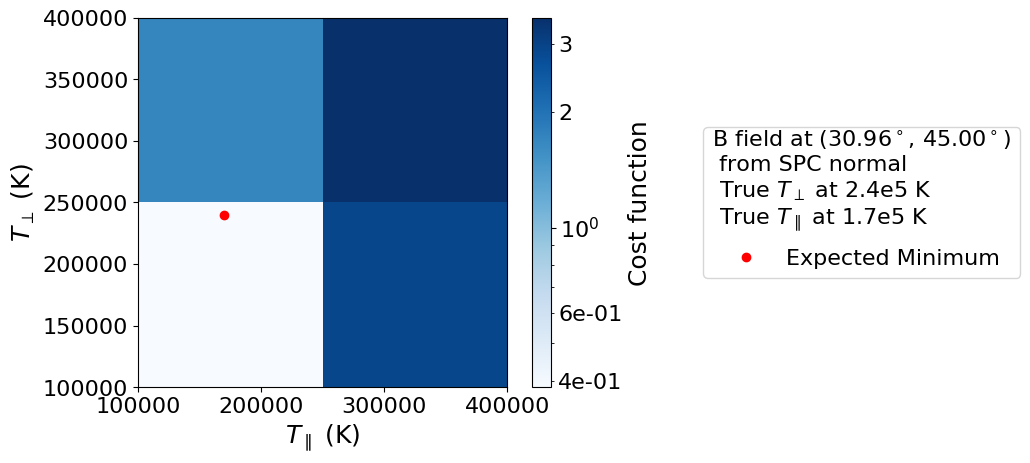 400000
350000
300000
250000
200000
150000
100000
T⊥ (K)
100000 200000 300000 400000
T∥ (K)
3
2
10^0
6e-01
4e-01
Cost function
B field at (30.96°, 45.00°)
from SPC normal
True T⊥ at 2.4e5 K
True T∥ at 1.7e5 K
Expected Minimum